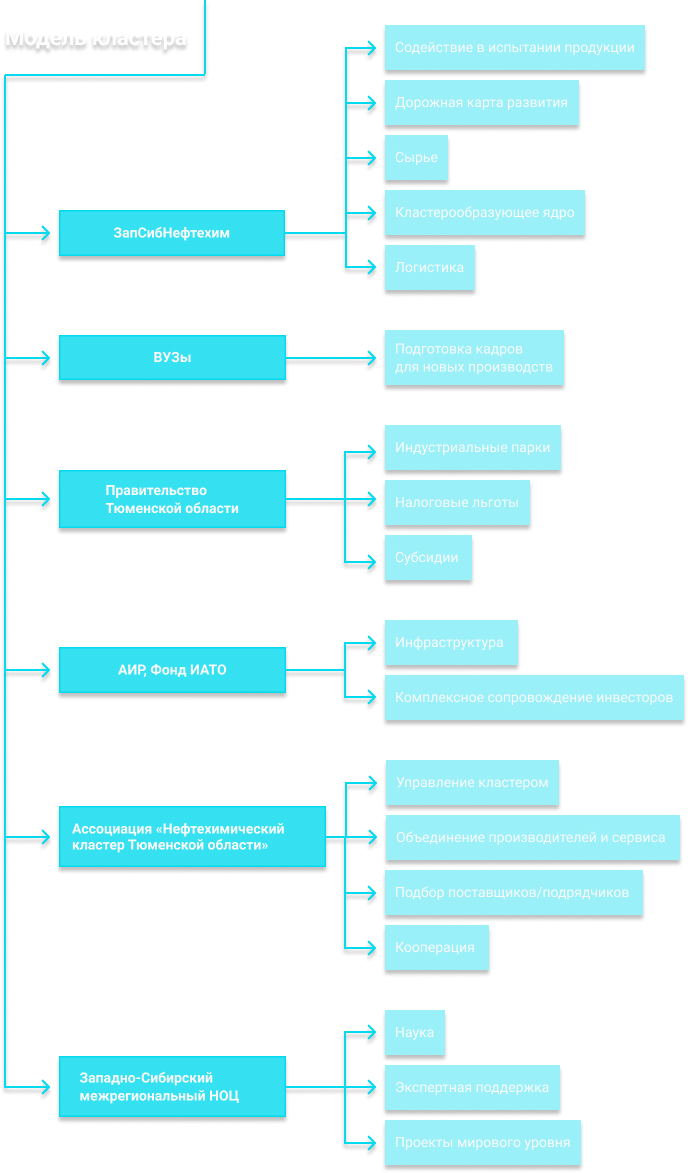 Модель кластера
ЗапСибНефтехим
Содействие в испытании продукции
Дорожная карта развития
Сырье
Кластерообразующее ядро
Логистика
ВУЗы
Подготовка кадров
для новых производств
Правительство
Тюменской области
Индустриальные парки
Налоговые льготы
Субсидии
АИР, Фонд ИАТО
Инфраструктура
Комплексное сопровождение инвесторов
Ассоциация «Нефтехимический
кластер Тюменской области»
Управление кластером
Объединение производителей и сервиса
Подбор поставщиков/подрядчиков
Кооперация
Западно-Сибирский
межрегиональный НОЦ
Наука
Экспертная поддержка
Проекты мирового уровня